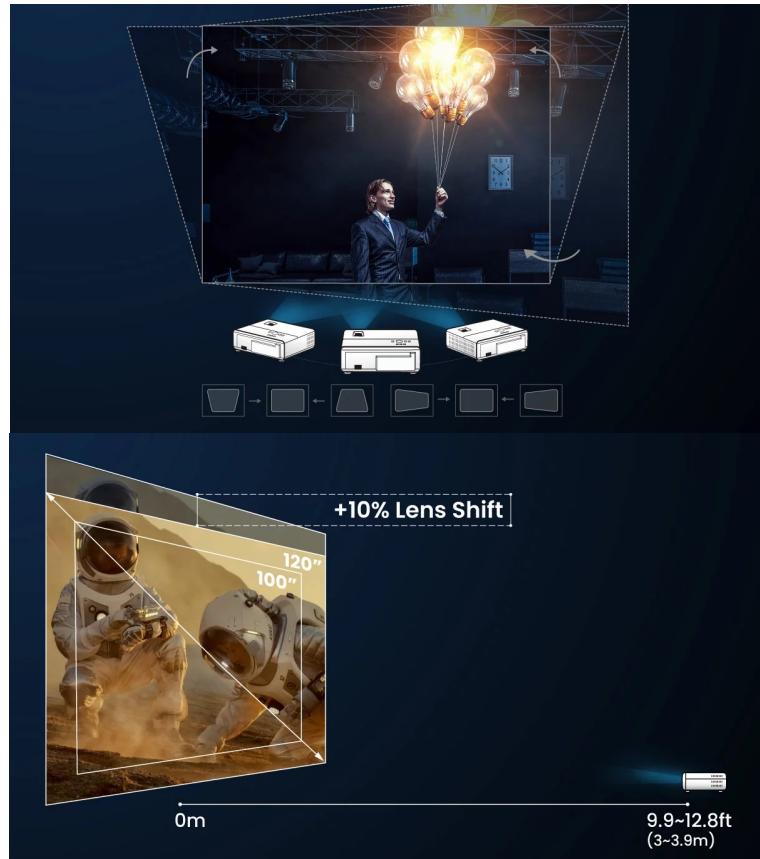 +10% Lens Shift
120”
100”
0m
9.9~12.8ft
(3~3.9m)